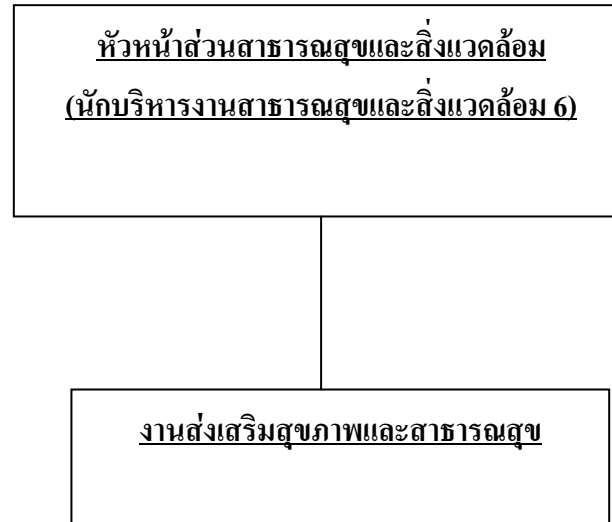 หัวหน้าส่วนสาธารณสุขและสิ่งแวดล้อม
(นักบริหารงานสาธารณสุขและสิ่งแวดล้อม 6)
งานส่งเสริมสุขภาพและสาธารณสุข